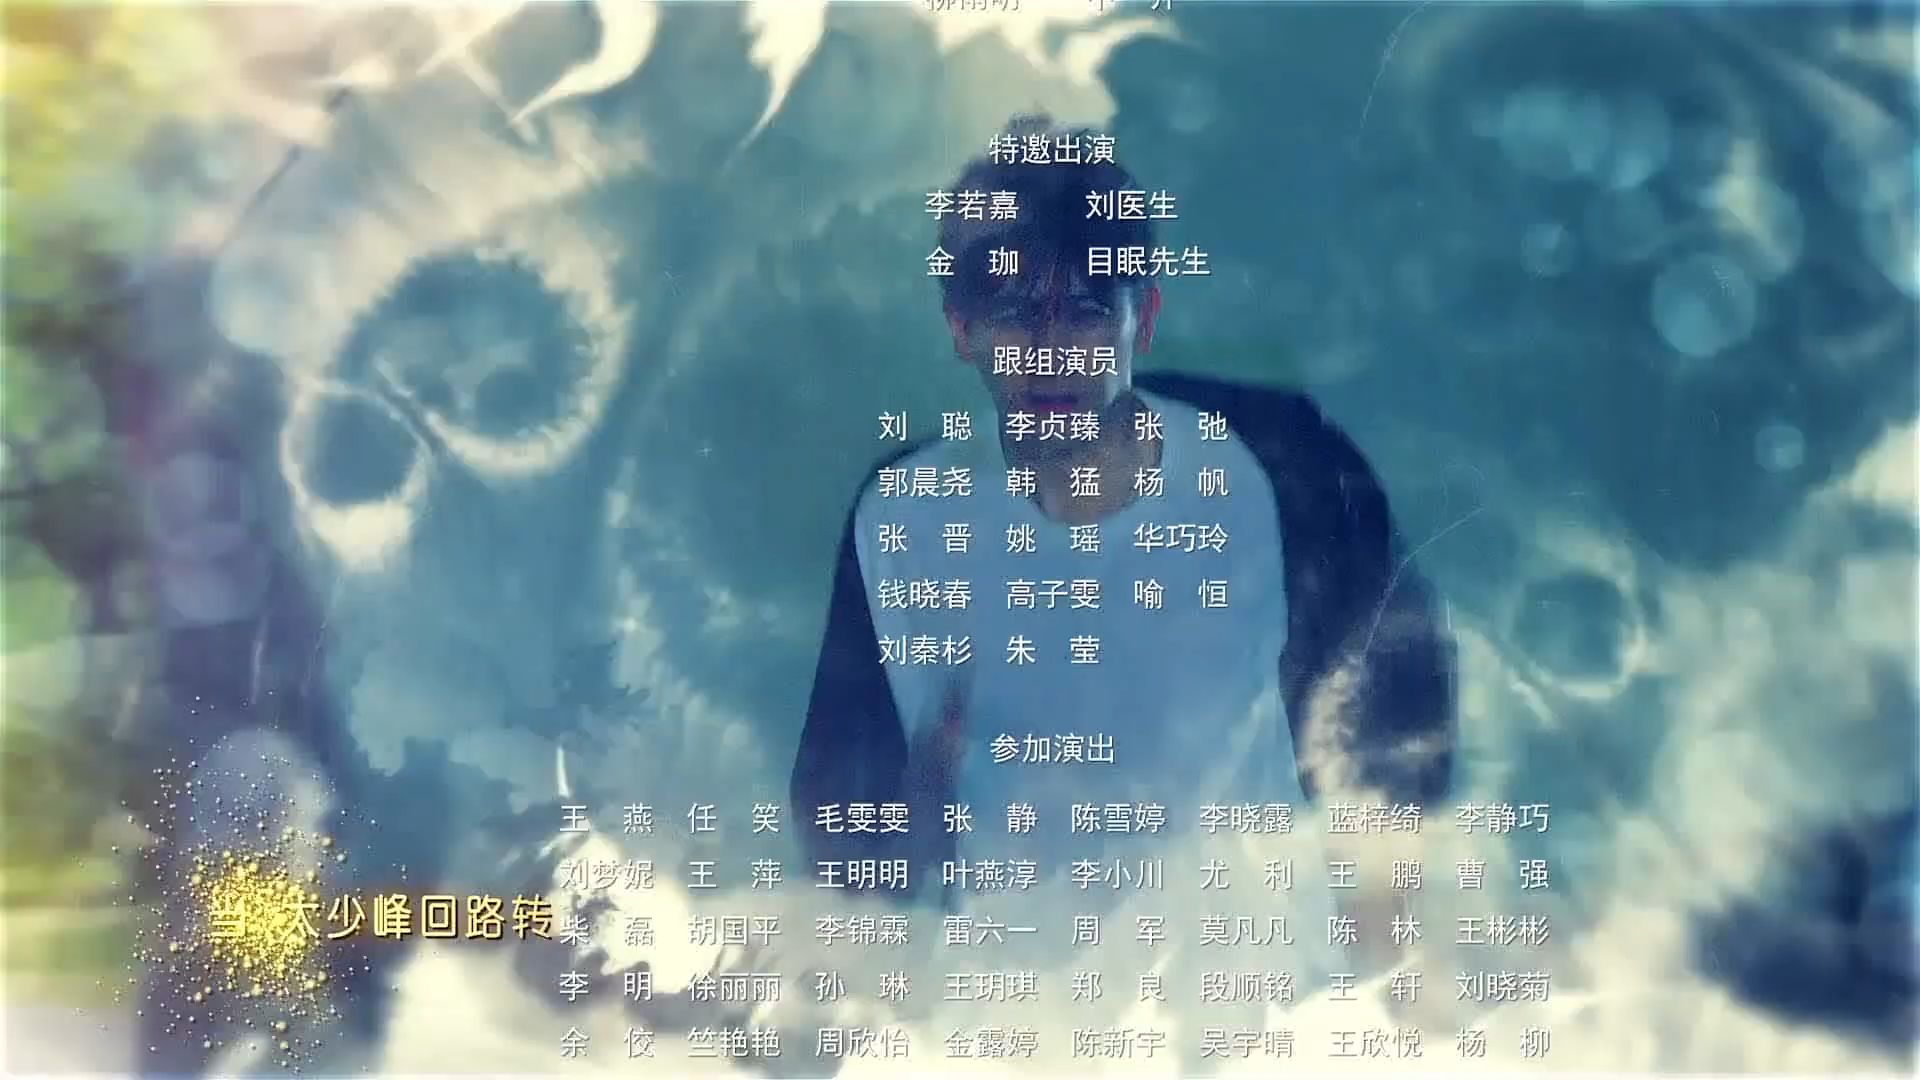 特邀出演
李若嘉 刘医生
金 珈 目眠先生
跟组演员
刘 聪 李贞臻 张 弛
郭晨尧 韩 猛 杨 帆
张 晋 姚 瑶 华巧玲
钱晓春 高子雯 喻 恒
刘秦杉 朱 莹
参加演出
王 燕 任 笑 毛雯雯 张 静 陈雪婷 李晓露 蓝梓绮 李静巧
刘梦妮 王 萍 王明明 叶燕淳 李小川 尤 利 王 鹏 曹 强
柴 磊 胡国平 李锦霖 雷六一 周 军 莫凡凡 陈 林 王彬彬
李 明 徐丽丽 孙 琳 王玥琪 郑 良 段顺铭 王 轩 刘晓菊
余 佼 竺艳艳 周欣怡 金露婷 陈新宇 吴宇晴 王欣悦 杨 柳
当 太少峰回路转